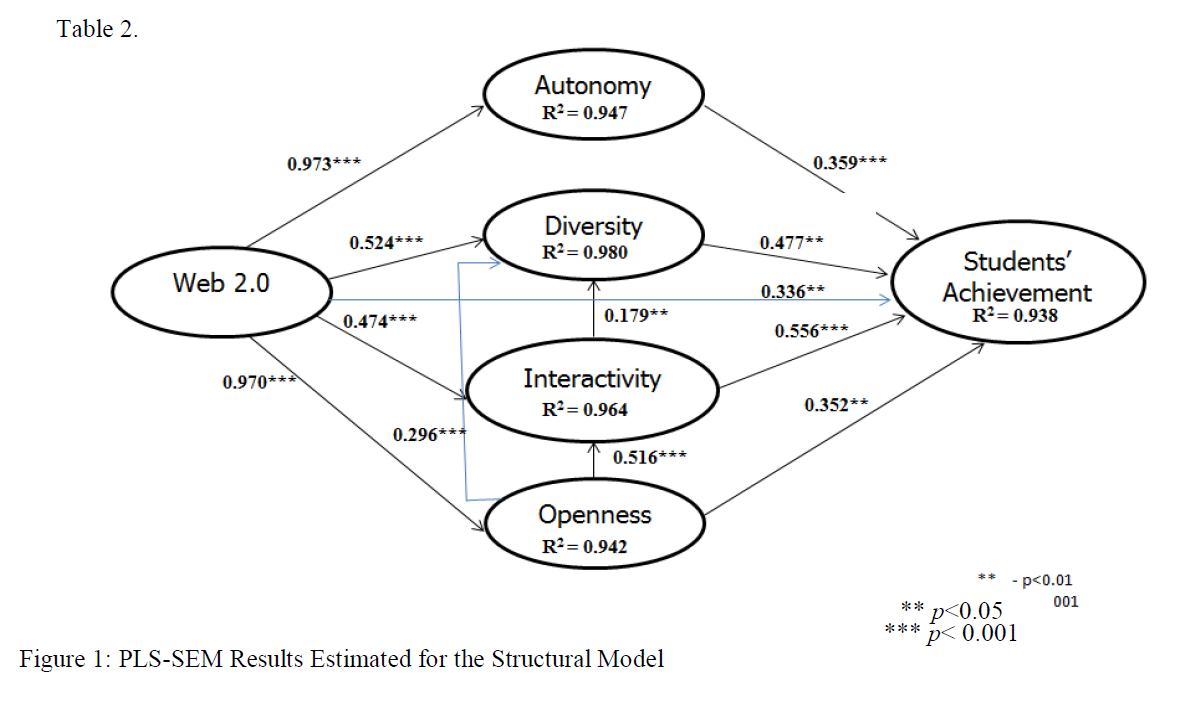 Table 2.
Autonomy
R²= 0.947
0.973***
0.359***
Diversity
R²= 0.980
0.524***
0.477**
Web 2.0
Students’
Achievement
R²= 0.938
0.336**
0.474***
0.179**
0.556***
Interactivity
R²= 0.964
0.970***
0.352**
0.296***
0.516***
Openness
R²= 0.942
** - p<0.01
001
** p<0.05
*** p< 0.001
Figure 1: PLS-SEM Results Estimated for the Structural Model